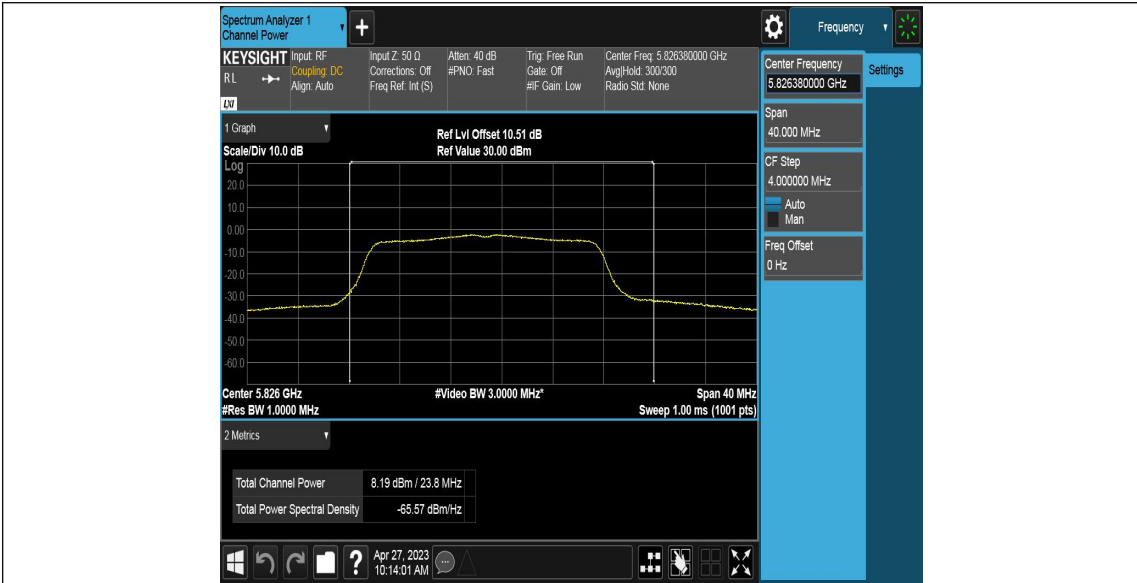 Spectrum Analyzer 1
Channel Power
+
Frequency
KEYSIGHT
RL
LXI
Input: RF
Coupling: DC
Align: Auto
Input Z: 50 Ω
Corrections: Off
Freq Ref: Int (S)
Atten: 40 dB
#PNO: Fast
Trig: Free Run
Gate: Off
#IF Gain: Low
Center Freq: 5.826380000 GHz
Avg|Hold: 300/300
Radio Std: None
Center Frequency
5.826380000 GHz
Settings
Span
40.000 MHz
CF Step
4.000000 MHz
Auto
Man
Freq Offset
0 Hz
1 Graph
Scale/Div 10.0 dB
Ref Lvl Offset 10.51 dB
Ref Value 30.00 dBm
Log
20.0
10.0
0.00
-10.0
-20.0
-30.0
-40.0
-50.0
-60.0
Center 5.826 GHz
#Res BW 1.0000 MHz
#Video BW 3.0000 MHz*
Span 40 MHz
Sweep 1.00 ms (1001 pts)
2 Metrics
Total Channel Power 8.19 dBm / 23.8 MHz
Total Power Spectral Density -65.57 dBm/Hz
?
Apr 27, 2023
10:14:01 AM